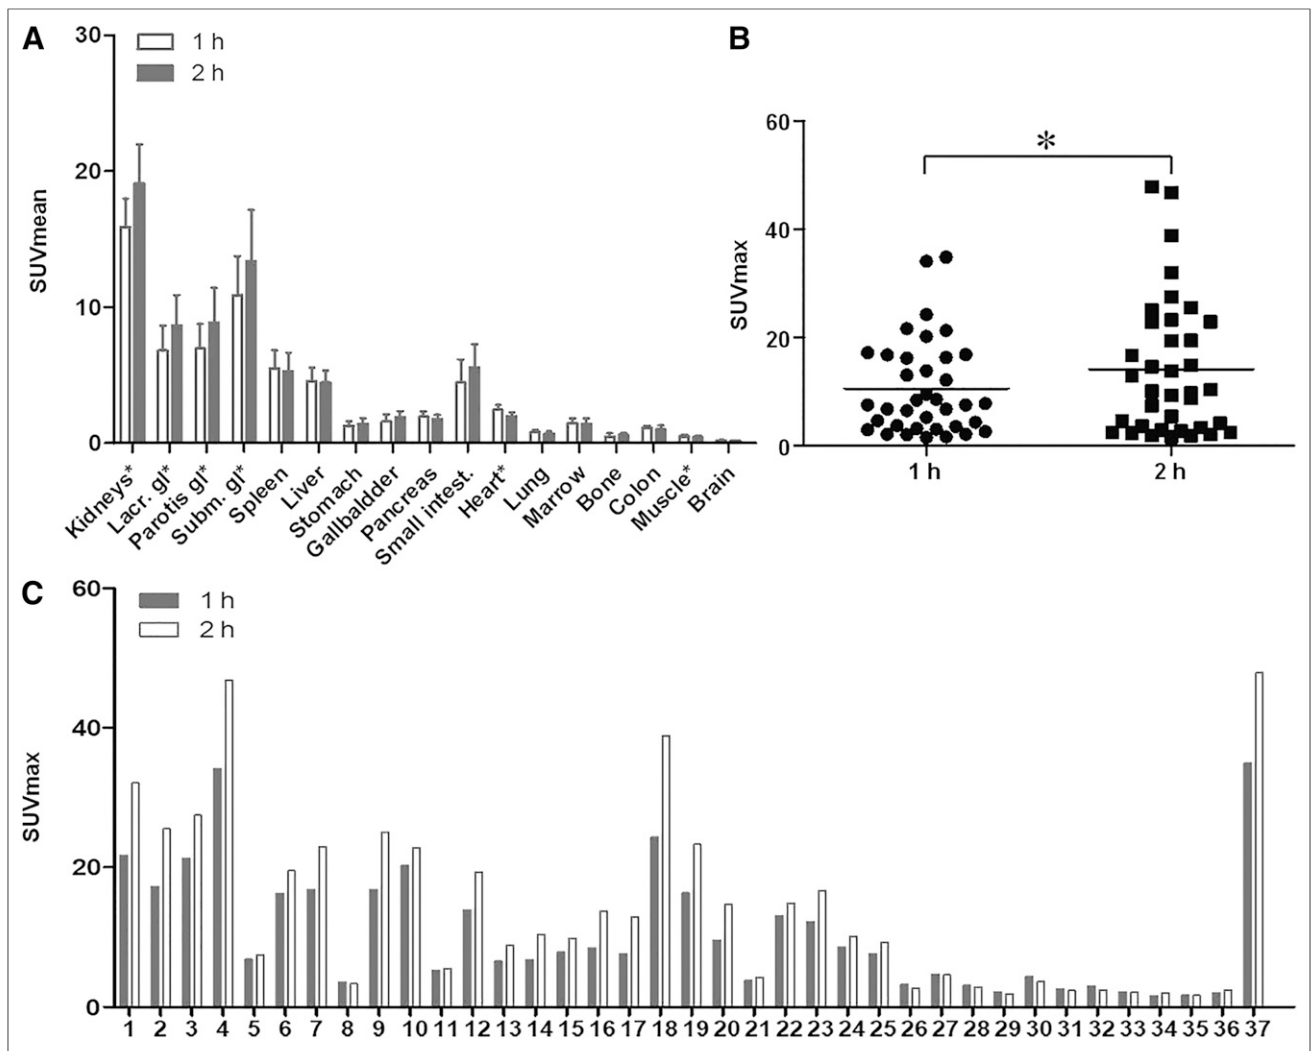 A
30
20
10
0
SUVmean
1 h
2 h
Kidneys*
Lacr. gl*
Parotis gl*
Subm. gl*
Spleen
Liver
Stomach
Gallbaldder
Pancreas
Small intest.
Heart*
Lung
Marrow
Bone
Colon
Muscle*
Brain
B
60
40
20
0
SUVmax
*
1 h
2 h
C
60
40
20
0
SUVmax
1 h
2 h
1 2 3 4 5 6 7 8 9 10 11 12 13 14 15 16 17 18 19 20 21 22 23 24 25 26 27 28 29 30 31 32 33 34 35 36 37